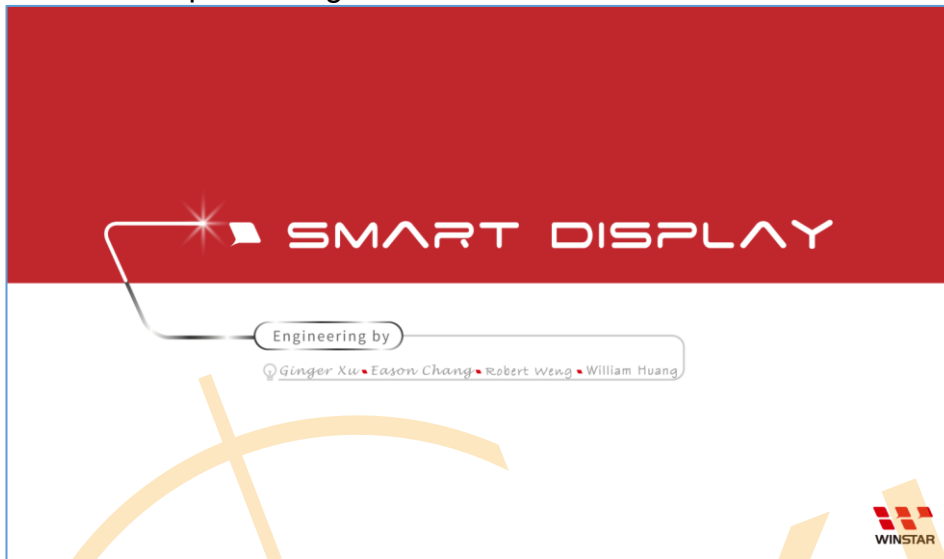 SMART DISPLAY
Engineering by
Ginger Xu ▪ Eason Chang ▪ Robert Weng ▪ William Huang
WINSTAR